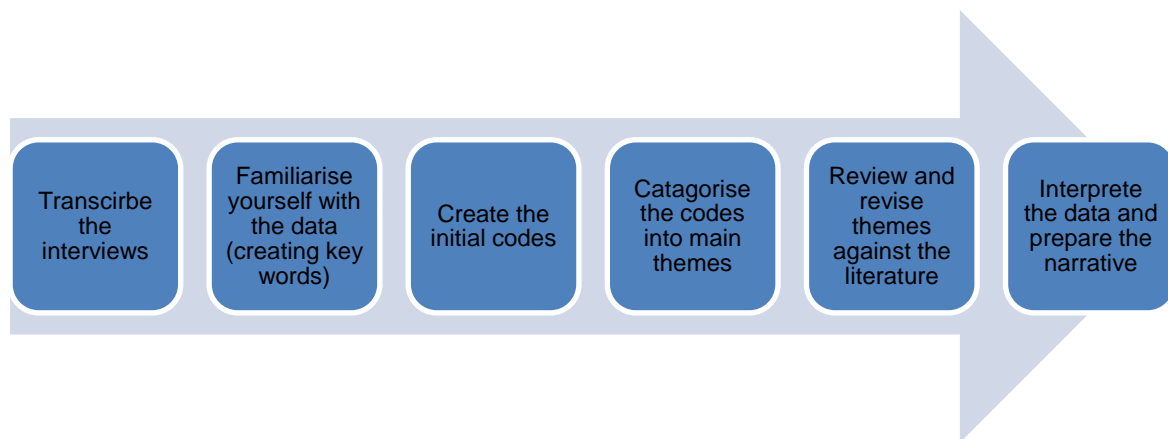 Transcirbe
the
interviews
Familiarise
yourself with
the data
(creating key
words)
Create the
initial codes
Catagorise
the codes
into main
themes
Review and
revise
themes
against the
literature
Interprete
the data and
prepare the
narrative